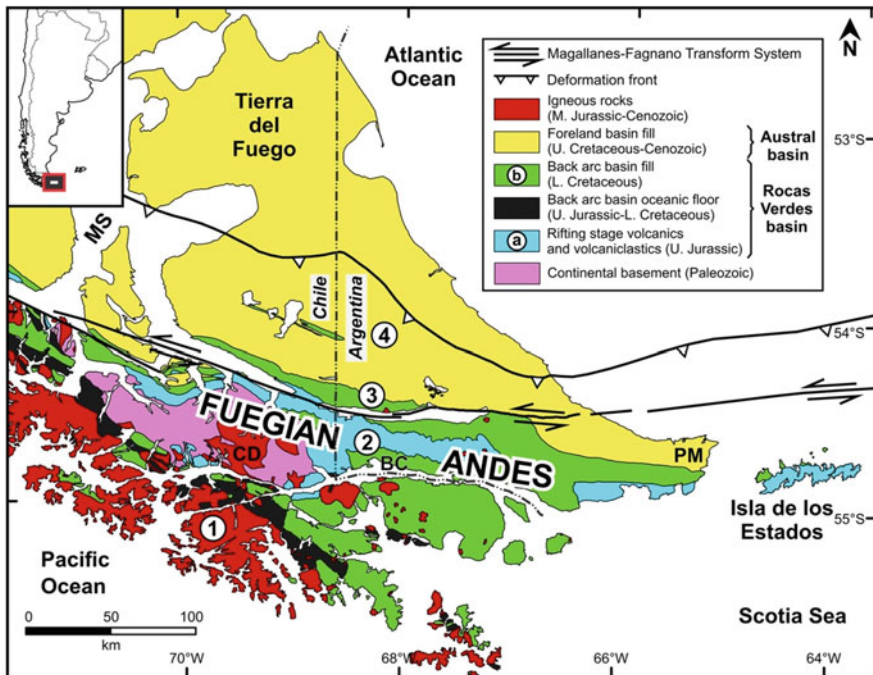 Atlantic
Ocean
N
Tierra
del
Fuego
Magallanes-Fagnano Transform System
Deformation front
Igneous rocks
(M. Jurassic-Cenozoic)
Foreland basin fill
(U. Cretaceous-Cenozoic)
Austral
basin
b
Back arc basin fill
(L. Cretaceous)
Back arc basin oceanic floor
(U. Jurassic-L. Cretaceous)
Rocas
Verdes
basin
a
Rifting stage volcanics
and volcaniclastics (U. Jurassic)
Continental basement (Paleozoic)
53°S
MS
Chile
Argentina
4
54°S
3
FUEGIAN
ANDES
2
CD
BC
PM
1
Isla de los
Estados
55°S
Pacific
Ocean
Scotia Sea
0 50 100
km
70°W
68°W
66°W
64°W